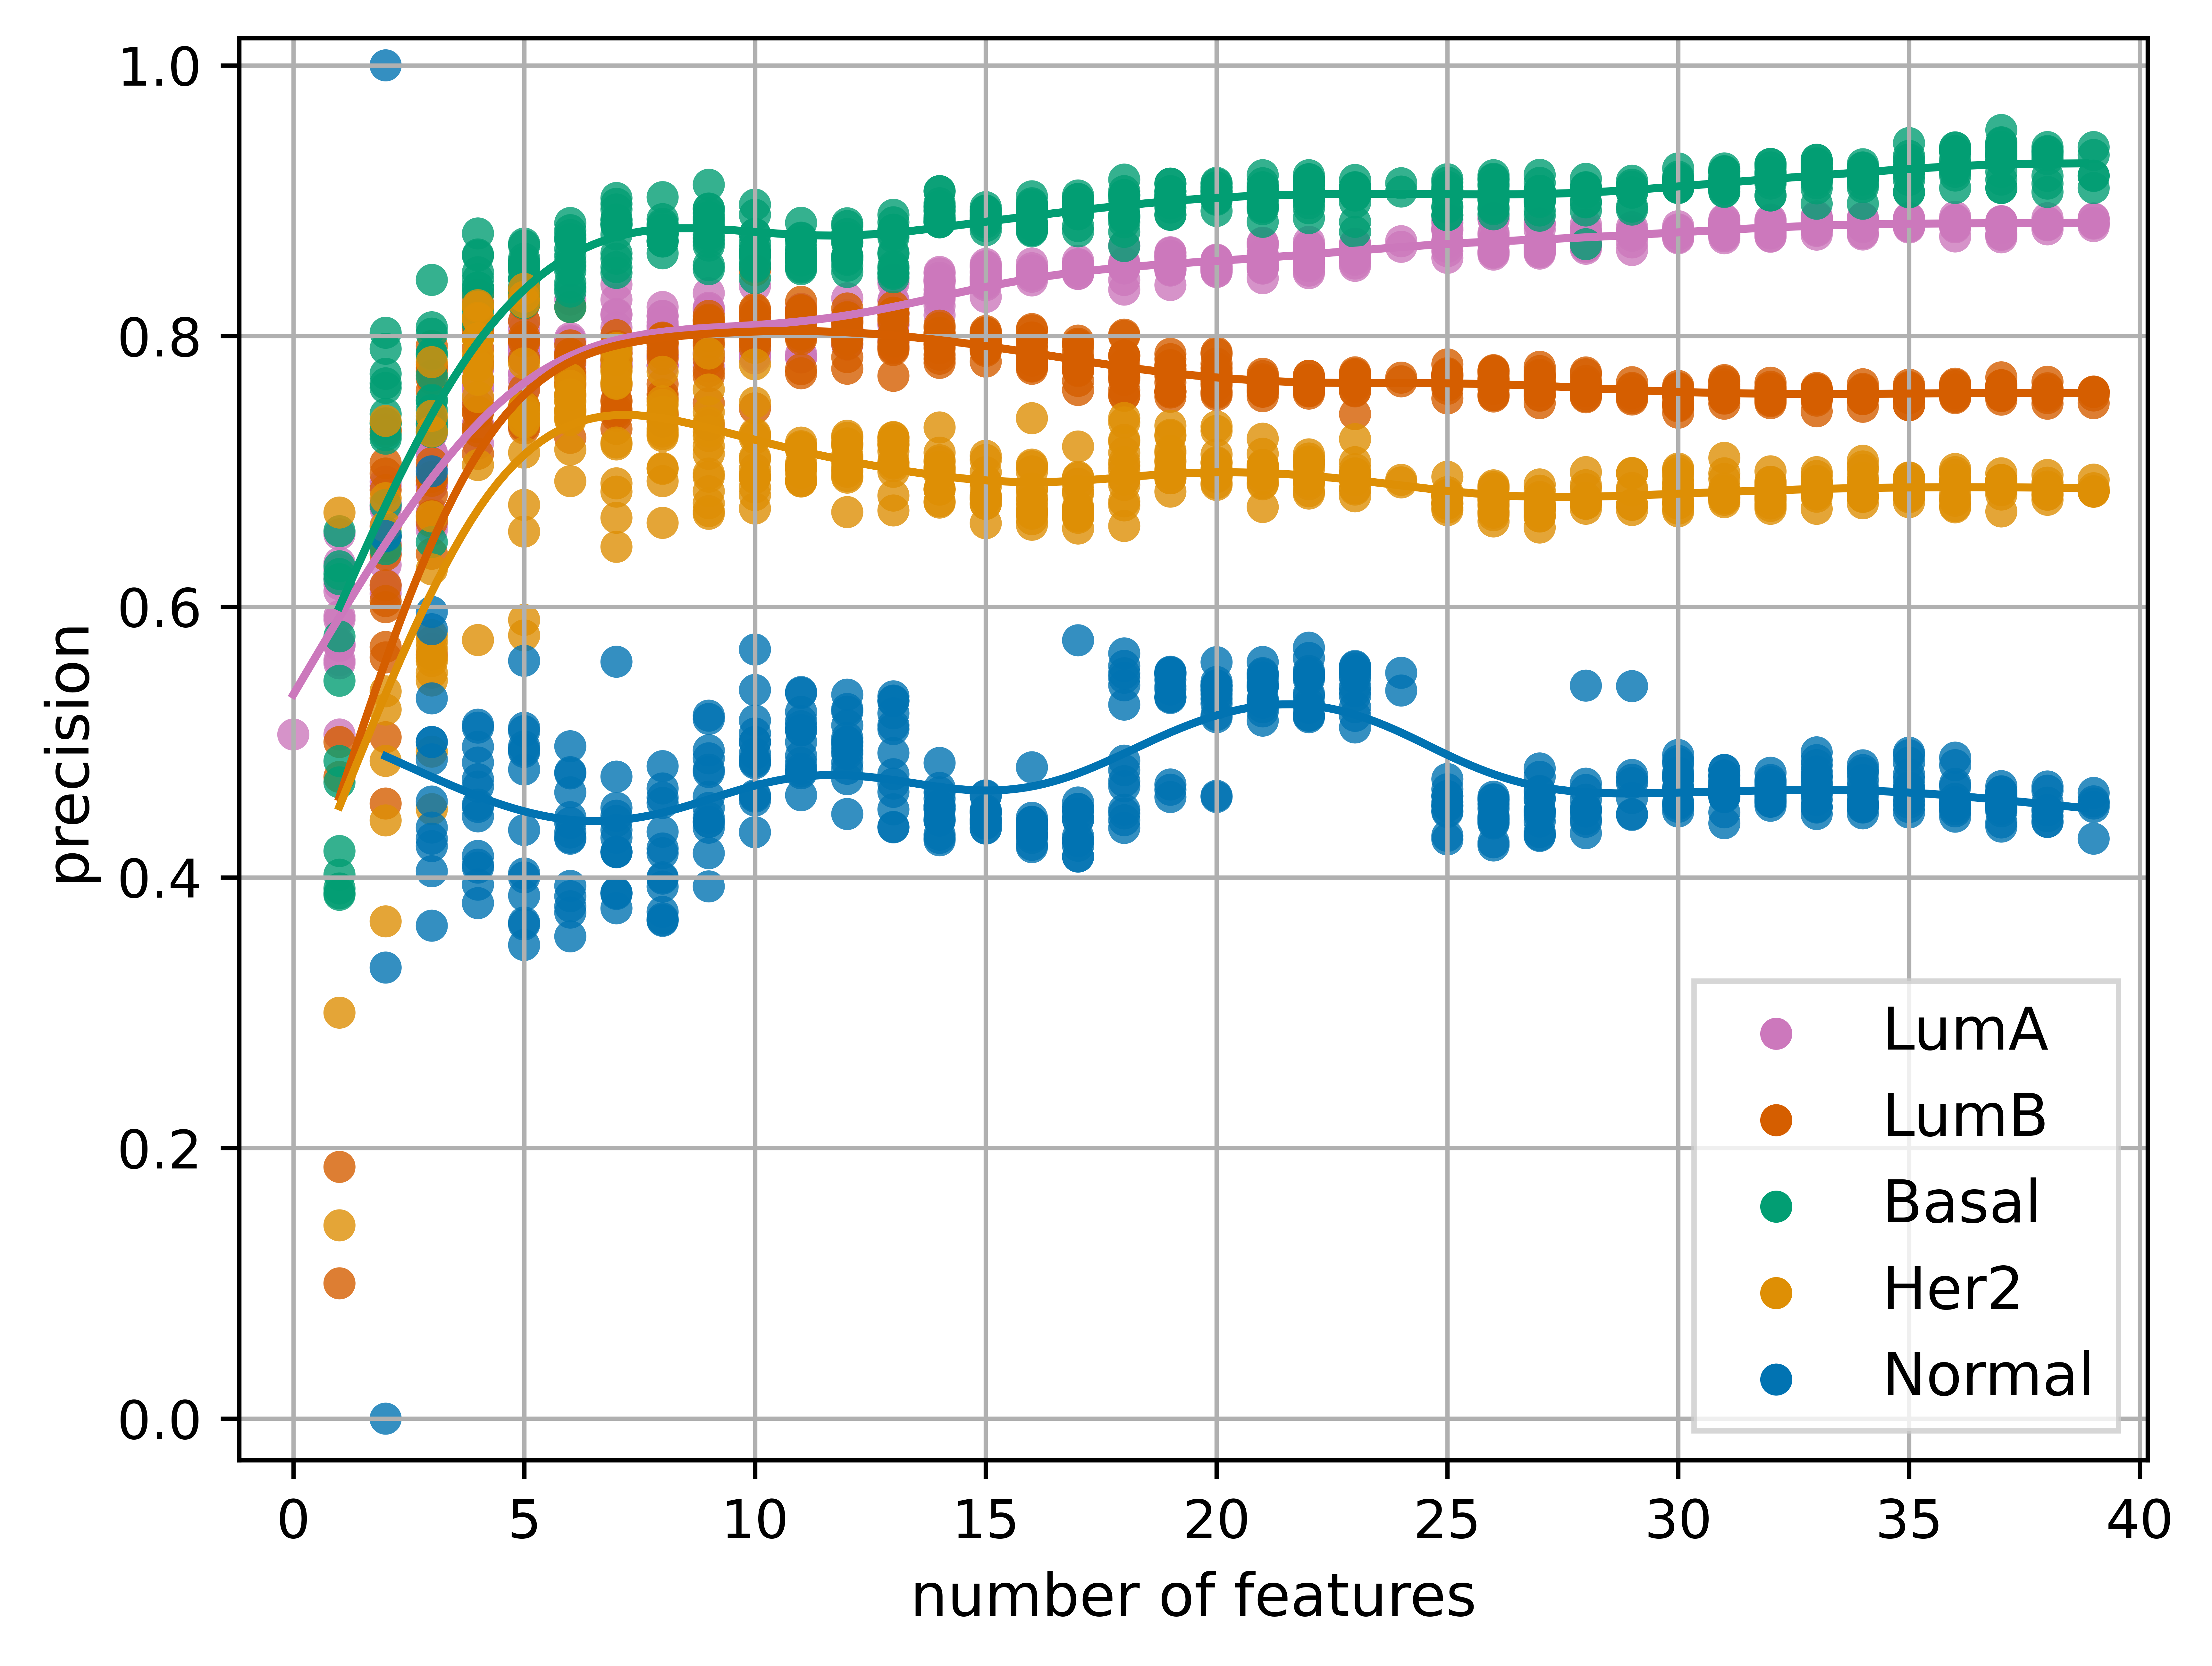 1.0
0.8
0.6
0.4
0.2
0.0
precision
0 5 10 15 20 25 30 35 40
number of features
LumA
LumB
Basal
Her2
Normal